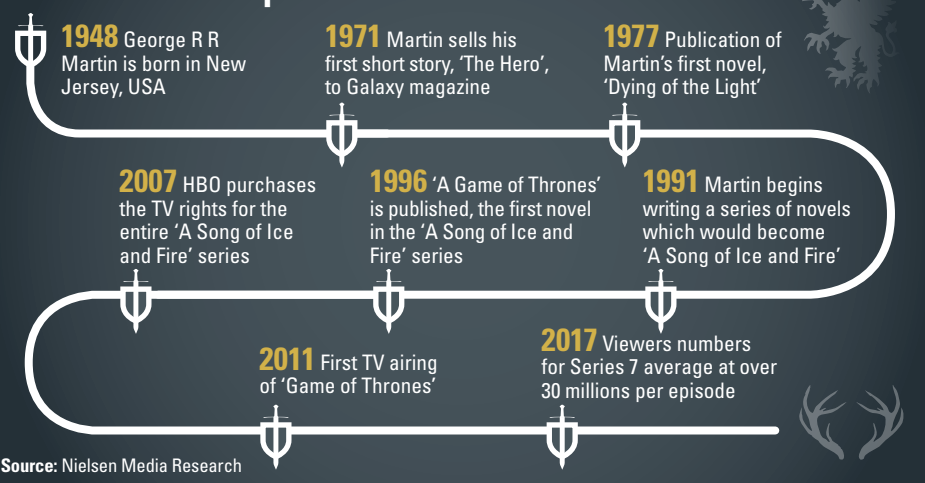 1948 George R R
Martin is born in New
Jersey, USA
1971 Martin sells his
first short story, ‘The Hero’,
to Galaxy magazine
1977 Publication of
Martin’s first novel,
‘Dying of the Light’
1991 Martin begins
writing a series of novels
which would become
‘A Song of Ice and Fire’
1996 ‘A Game of Thrones’
is published, the first novel
in the ‘A Song of Ice and
Fire’ series
2007 HBO purchases
the TV rights for the
entire ‘A Song of Ice
and Fire’ series
2011 First TV airing
of ‘Game of Thrones’
2017 Viewers numbers
for Series 7 average at over
30 millions per episode
Source: Nielsen Media Research